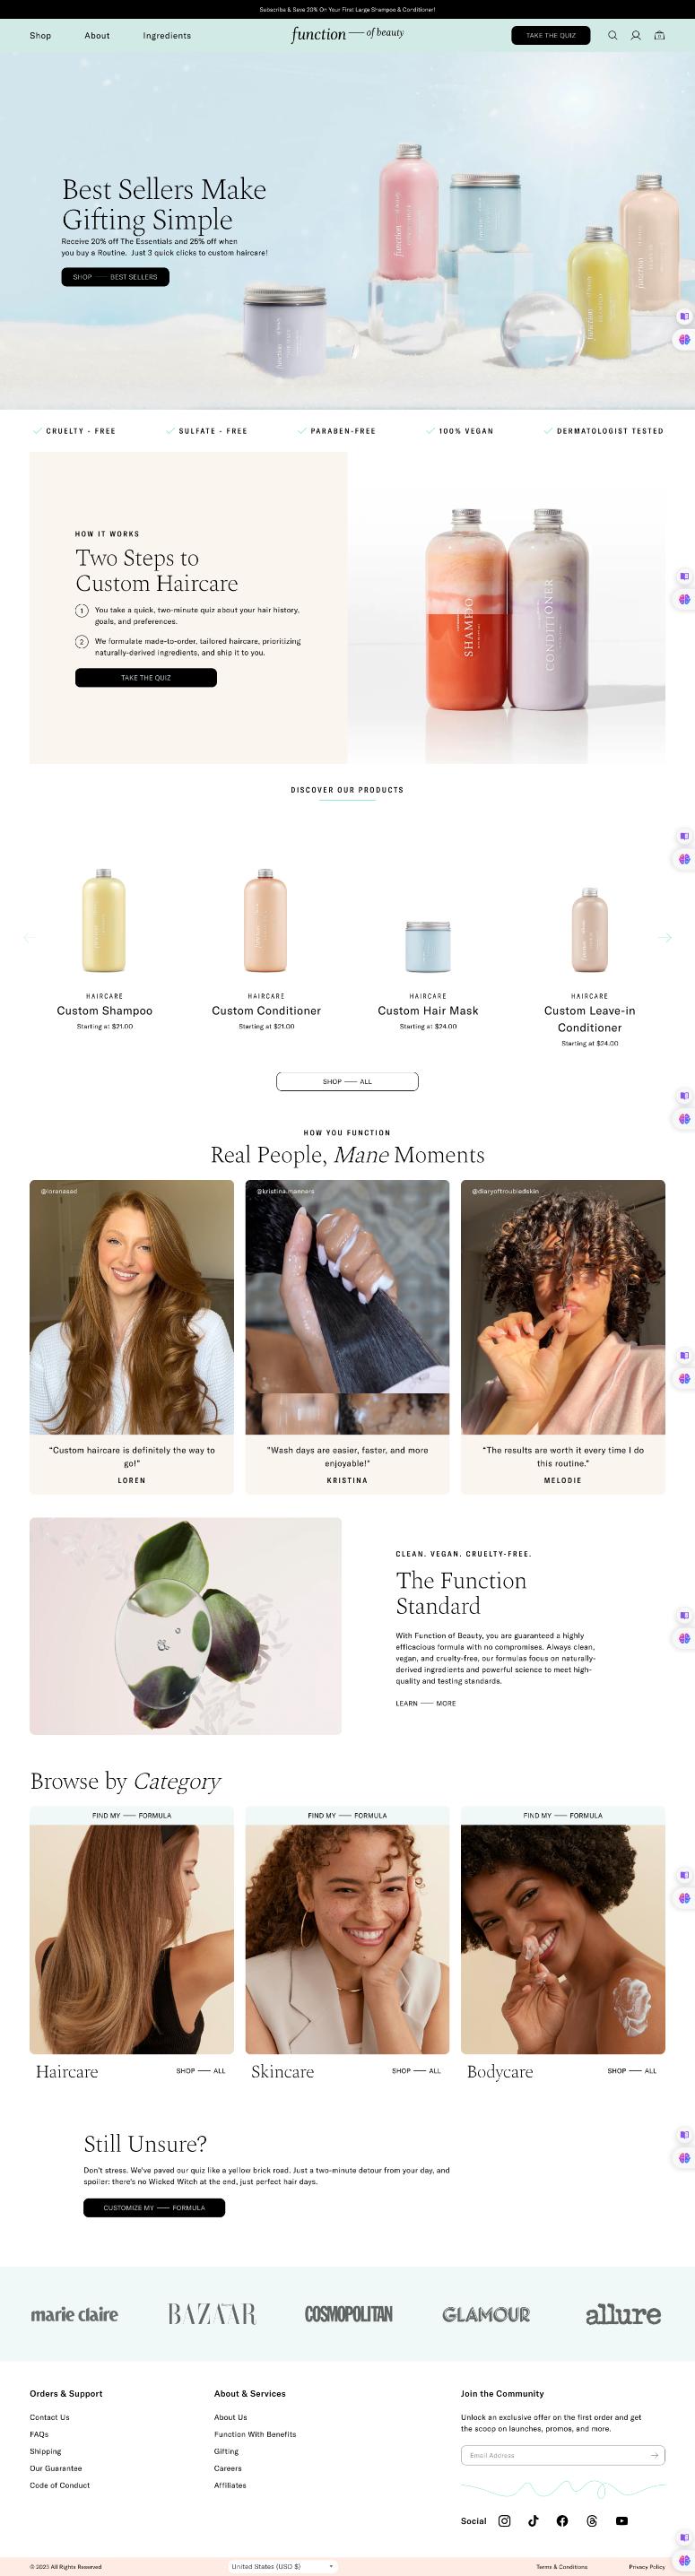 Subscribe & Save 20% On Your First Large Shampoo & Conditioner!
Shop
About
Ingredients
function — of beauty
TAKE THE QUIZ
0
Best Sellers Make
Gifting Simple
Receive 20% off The Essentials and 25% off when
you buy a Routine. Just 3 quick clicks to custom haircare!
SHOP — BEST SELLERS
function
function
function
function
CRUELTY - FREE
SULFATE - FREE
PARABEN-FREE
100% VEGAN
DERMATOLOGIST TESTED
HOW IT WORKS
Two Steps to
Custom Haircare
1 You take a quick, two-minute quiz about your hair history,
goals, and preferences.
2 We formulate made-to-order, tailored haircare, prioritizing
naturally-derived ingredients, and ship it to you.
TAKE THE QUIZ
SHAMPOO
CONDITIONER
DISCOVER OUR PRODUCTS
HAIRCARE
Custom Shampoo
Starting at $21.00
HAIRCARE
Custom Conditioner
Starting at $21.00
HAIRCARE
Custom Hair Mask
Starting at $24.00
HAIRCARE
Custom Leave-in
Conditioner
Starting at $24.00
SHOP — ALL
HOW YOU FUNCTION
Real People, Mane Moments
@lorenasad
@kristina.manners
@diaryoftroubledskin
“Custom haircare is definitely the way to
go!"
LOREN
"Wash days are easier, faster, and more
enjoyable!"
KRISTINA
“The results are worth it every time I do
this routine."
MELODIE
CLEAN. VEGAN. CRUELTY-FREE.
The Function
Standard
With Function of Beauty, you are guaranteed a highly
efficacious formula with no compromises. Always clean,
vegan, and cruelty-free, our formulas focus on naturally-
derived ingredients and powerful science to meet high-
quality and testing standards.
LEARN — MORE
Browse by Category
FIND MY — FORMULA
FIND MY — FORMULA
FIND MY — FORMULA
Haircare
SHOP — ALL
Skincare
SHOP — ALL
Bodycare
SHOP — ALL
Still Unsure?
Don't stress. We've paved our quiz like a yellow brick road. Just a two-minute detour from your day, and
spoiler: there's no Wicked Witch at the end, just perfect hair days.
CUSTOMIZE MY — FORMULA
marie claire
BAZAAR
COSMOPOLITAN
GLAMOUR
allure
Orders & Support
Contact Us
FAQs
Shipping
Our Guarantee
Code of Conduct
About & Services
About Us
Function With Benefits
Gifting
Careers
Affiliates
Join the Community
Unlock an exclusive offer on the first order and get
the scoop on launches, promos, and more.
Email Address
Social
© 2023 All Rights Reserved
United States (USD $)
Terms & Conditions
Privacy Policy